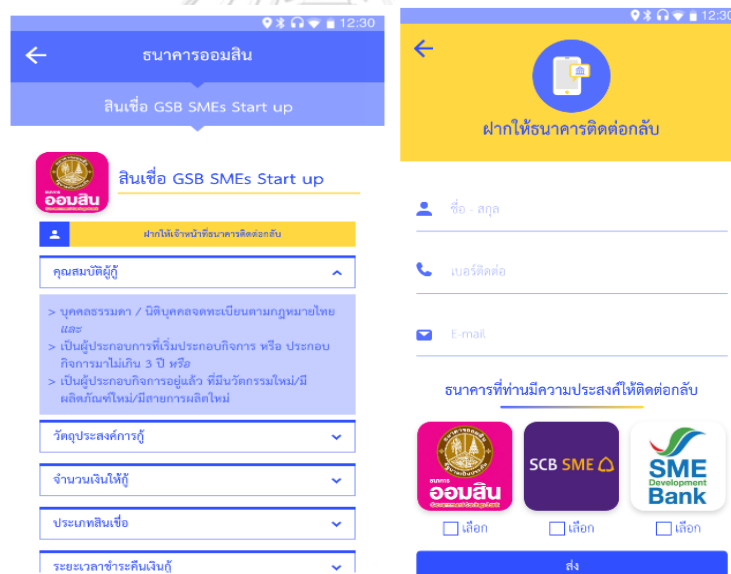 12:30
ธนาคารออมสิน
สินเชื่อ GSB SMEs Start up
ธนาคาร
ออมสิน
สินเชื่อ GSB SMEs Start up
ฝากให้เจ้าหน้าที่ธนาคารติดต่อกลับ
คุณสมบัติผู้กู้
> บุคคลธรรมดา / นิติบุคคลจดทะเบียนตามกฎหมายไทย
และ
> เป็นผู้ประกอบการที่เริ่มประกอบกิจการ หรือ ประกอบ
กิจการมาไม่เกิน 3 ปี หรือ
> เป็นผู้ประกอบกิจการอยู่แล้ว ที่มีนวัตกรรมใหม่/มี
ผลิตภัณฑ์ใหม่/มีสายการผลิตใหม่
วัตถุประสงค์การกู้
จำนวนเงินให้กู้
ประเภทสินเชื่อ
ระยะเวลาชำระคืนเงินกู้
12:30
ฝากให้ธนาคารติดต่อกลับ
ชื่อ - สกุล
เบอร์ติดต่อ
E-mail
ธนาคารที่ท่านมีความประสงค์ให้ติดต่อกลับ
ธนาคาร
ออมสิน
SCB SME
SME
Development
Bank
เลือก
เลือก
เลือก
ส่ง